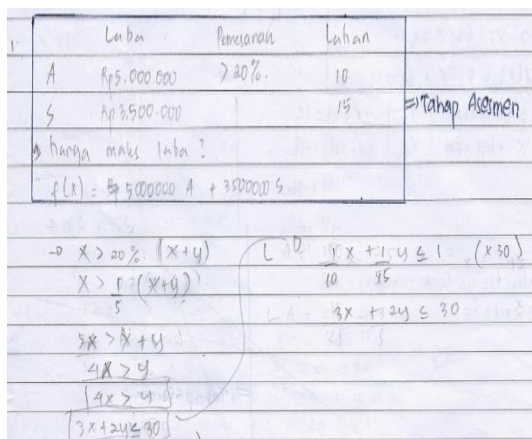 1. Laba Pemesanan Lahan
A Rp5.000.000 > 20%. 10
S Rp 3.500.000 15
=> Tahap Asesmen
harga maks laba?
f(x) = 5000000 A + 3500000 S
→ x > 20%. (x+y)
x > 1/5 (x+y)
5x > x + y
4x > y
4x > y
3x + 2y ≤ 30
1/10 x + 1/15 y ≤ 1 (x30)
3x + 2y ≤ 30